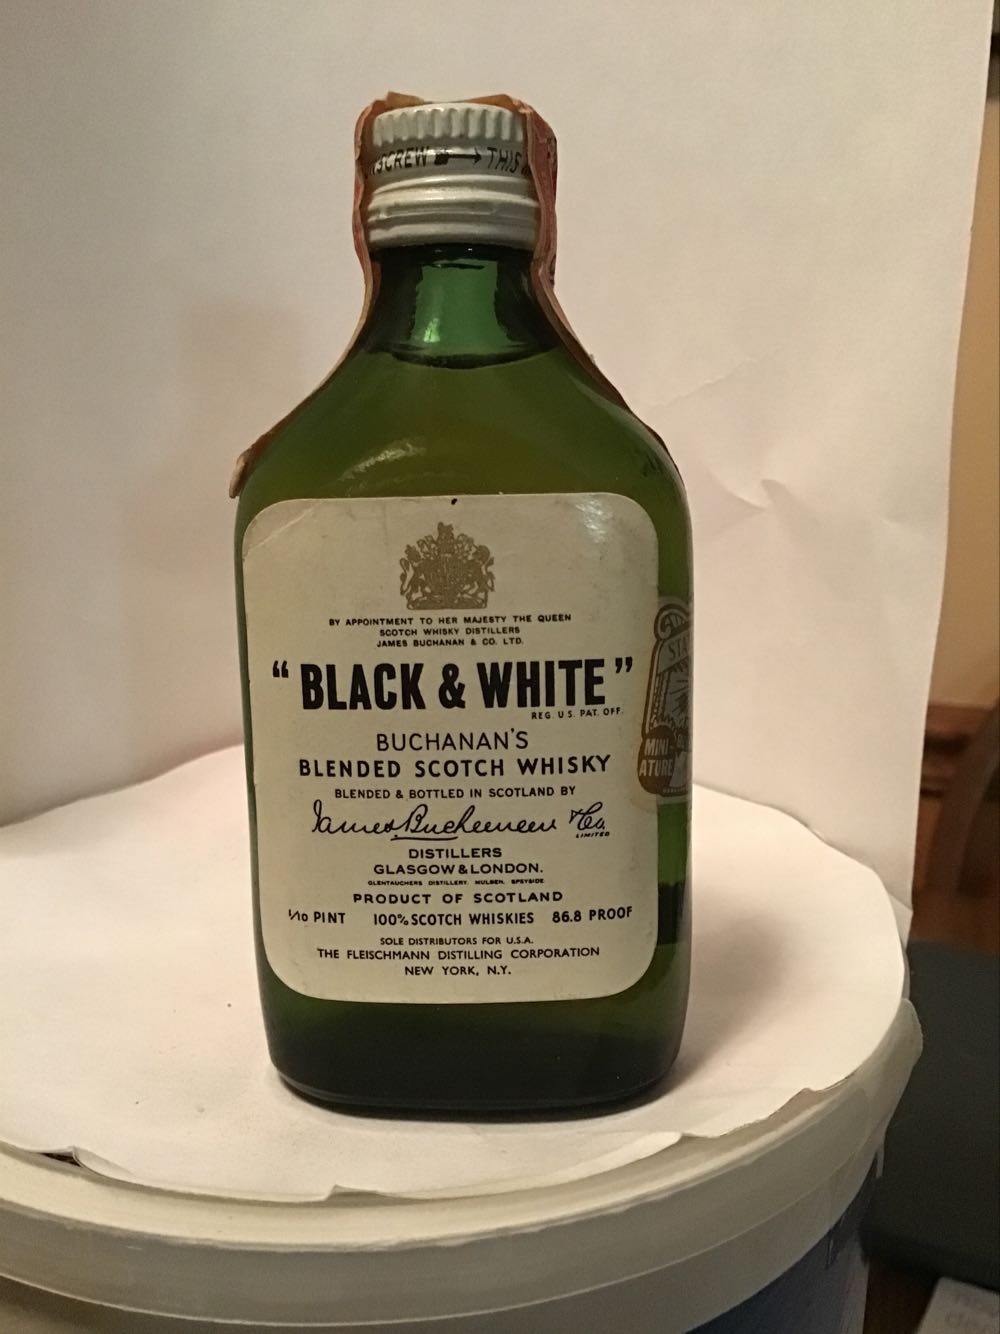 UNSCREW → THIS
BY APPOINTMENT TO HER MAJESTY THE QUEEN
SCOTCH WHISKY DISTILLERS
JAMES BUCHANAN & CO. LTD.
"BLACK & WHITE"
REG. U.S. PAT. OFF.
BUCHANAN'S
BLENDED SCOTCH WHISKY
BLENDED & BOTTLED IN SCOTLAND BY
James Buchanan & Co.
LIMITED
DISTILLERS
GLASGOW & LONDON.
GLENTAUCHERS DISTILLERY. MULBEN. SPEYSIDE
PRODUCT OF SCOTLAND
1/10 PINT 100% SCOTCH WHISKIES 86.8 PROOF
SOLE DISTRIBUTORS FOR U.S.A.
THE FLEISCHMANN DISTILLING CORPORATION
NEW YORK, N.Y.
STA
MINI-
ATURE